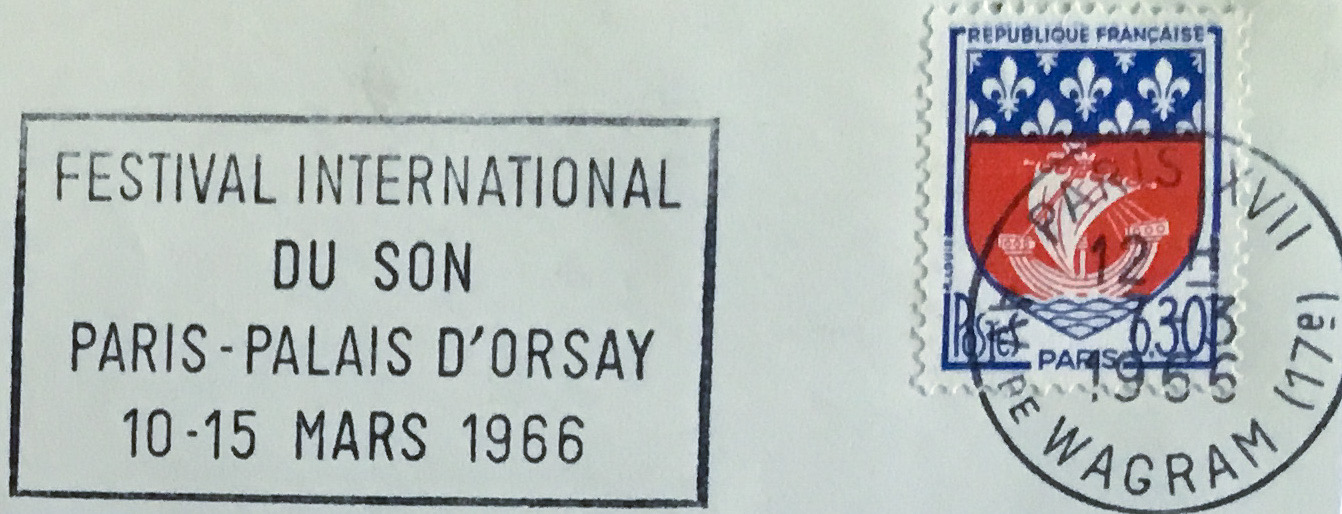 FESTIVAL INTERNATIONAL
DU SON
PARIS - PALAIS D'ORSAY
10-15 MARS 1966
REPUBLIQUE FRANÇAISE
Postes 0.30
PARIS
PARIS XVII
12 H
WAGRAM (17e)